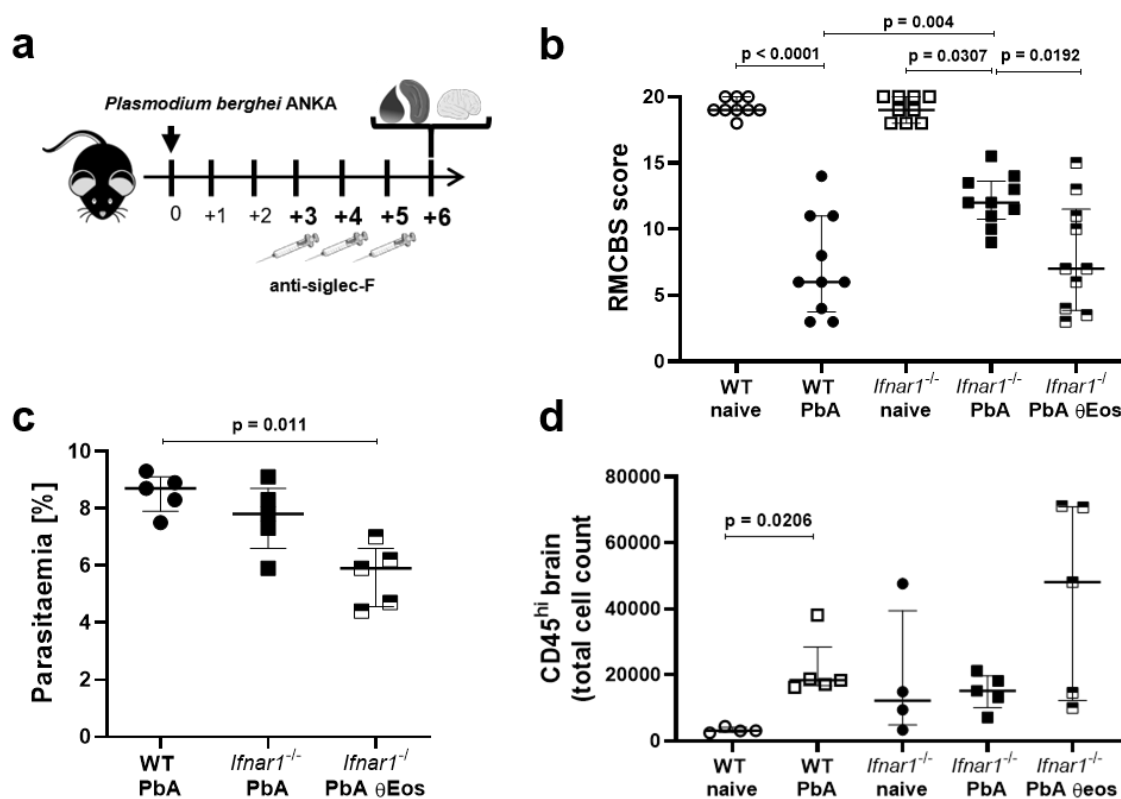 a
Plasmodium berghei ANKA
0 +1 +2 +3 +4 +5 +6
anti-siglec-F
b
p = 0.004
p < 0.0001
p = 0.0307
p = 0.0192
RMCBS score
20
15
10
5
0
WT naive
WT PbA
Ifnar1-/- naive
Ifnar1-/- PbA
Ifnar1-/ PbA θEos
c
p = 0.011
Parasitaemia [%]
10
8
6
4
2
0
WT PbA
Ifnar1-/- PbA
Ifnar1-/ PbA θEos
d
p = 0.0206
CD45hi brain
(total cell count
80000
60000
40000
20000
0
WT naive
WT PbA
Ifnar1-/- naive
Ifnar1-/- PbA
Ifnar1-/- PbA θeos